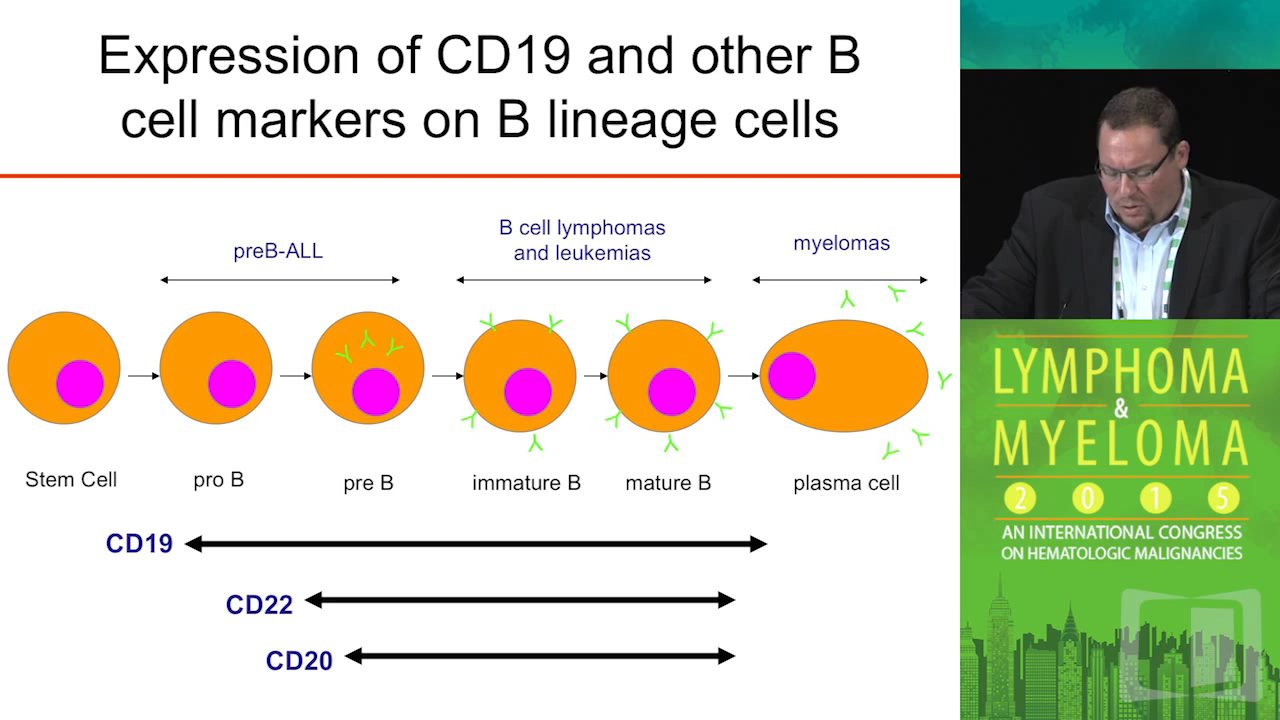 Expression of CD19 and other B
cell markers on B lineage cells
preB-ALL
B cell lymphomas
and leukemias
myelomas
Stem Cell
pro B
pre B
immature B
mature B
plasma cell
CD19
CD22
CD20
LYMPHOMA
&
MYELOMA
2 0 1 5
AN INTERNATIONAL CONGRESS
ON HEMATOLOGIC MALIGNANCIES